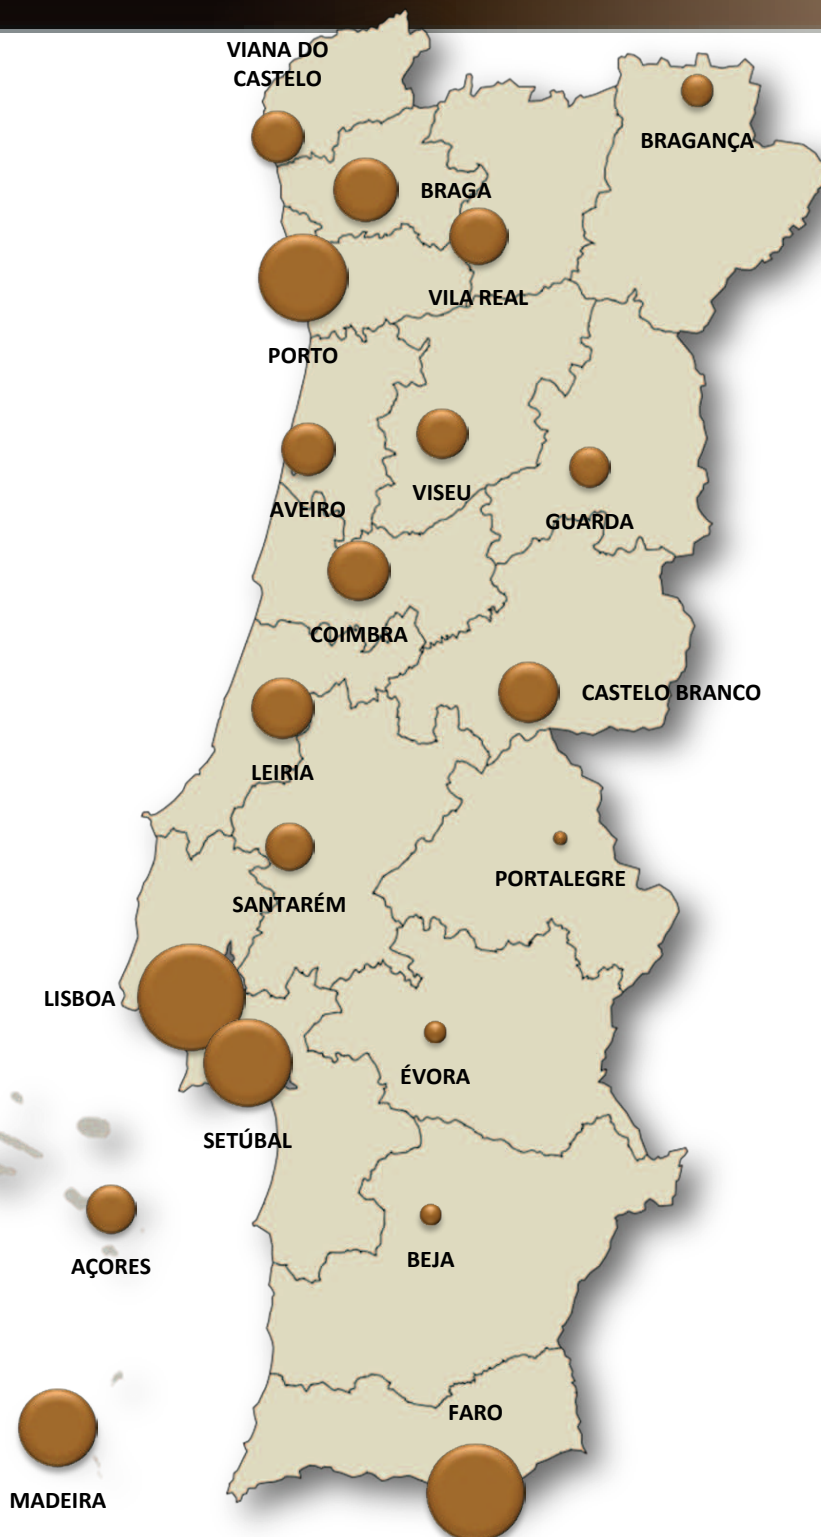 VIANA DO
CASTELO
BRAGANÇA
BRAGA
VILA REAL
PORTO
VISEU
AVEIRO
GUARDA
COIMBRA
CASTELO BRANCO
LEIRIA
PORTALEGRE
SANTARÉM
LISBOA
ÉVORA
SETÚBAL
BEJA
AÇORES
FARO
MADEIRA